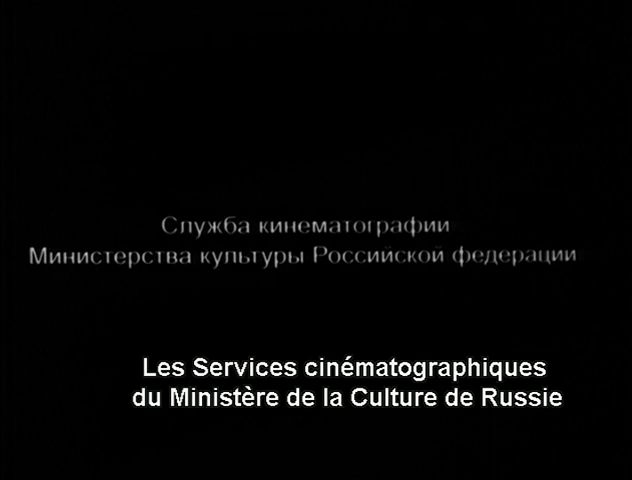 Служба кинематографии
Министерства культуры Российской федерации
Les Services cinématographiques
du Ministère de la Culture de Russie